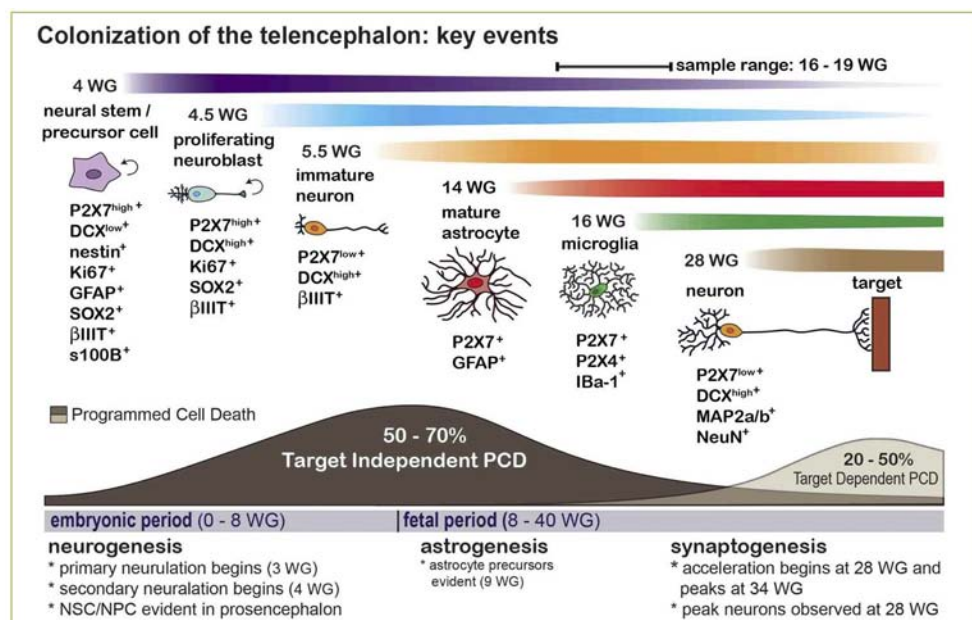 Colonization of the telencephalon: key events
sample range: 16 - 19 WG
4 WG
neural stem /
precursor cell
P2X7ʰⁱᵍʰ⁺
DCXˡᵒʷ⁺
nestin⁺
Ki67⁺
GFAP⁺
SOX2⁺
βIIIT⁺
s100B⁺
4.5 WG
proliferating
neuroblast
P2X7ʰⁱᵍʰ⁺
DCXʰⁱᵍʰ⁺
Ki67⁺
SOX2⁺
βIIIT⁺
5.5 WG
immature
neuron
P2X7ˡᵒʷ⁺
DCXʰⁱᵍʰ⁺
βIIIT⁺
14 WG
mature
astrocyte
P2X7⁺
GFAP⁺
16 WG
microglia
P2X7⁺
P2X4⁺
IBa-1⁺
28 WG
neuron
target
P2X7ˡᵒʷ⁺
DCXʰⁱᵍʰ⁺
MAP2a/b⁺
NeuN⁺
Programmed Cell Death
50 - 70%
Target Independent PCD
20 - 50%
Target Dependent PCD
embryonic period (0 - 8 WG)
fetal period (8 - 40 WG)
neurogenesis
* primary neurulation begins (3 WG)
* secondary neuralation begins (4 WG)
* NSC/NPC evident in prosencephalon
astrogenesis
* astrocyte precursors
evident (9 WG)
synaptogenesis
* acceleration begins at 28 WG and
peaks at 34 WG
* peak neurons observed at 28 WG